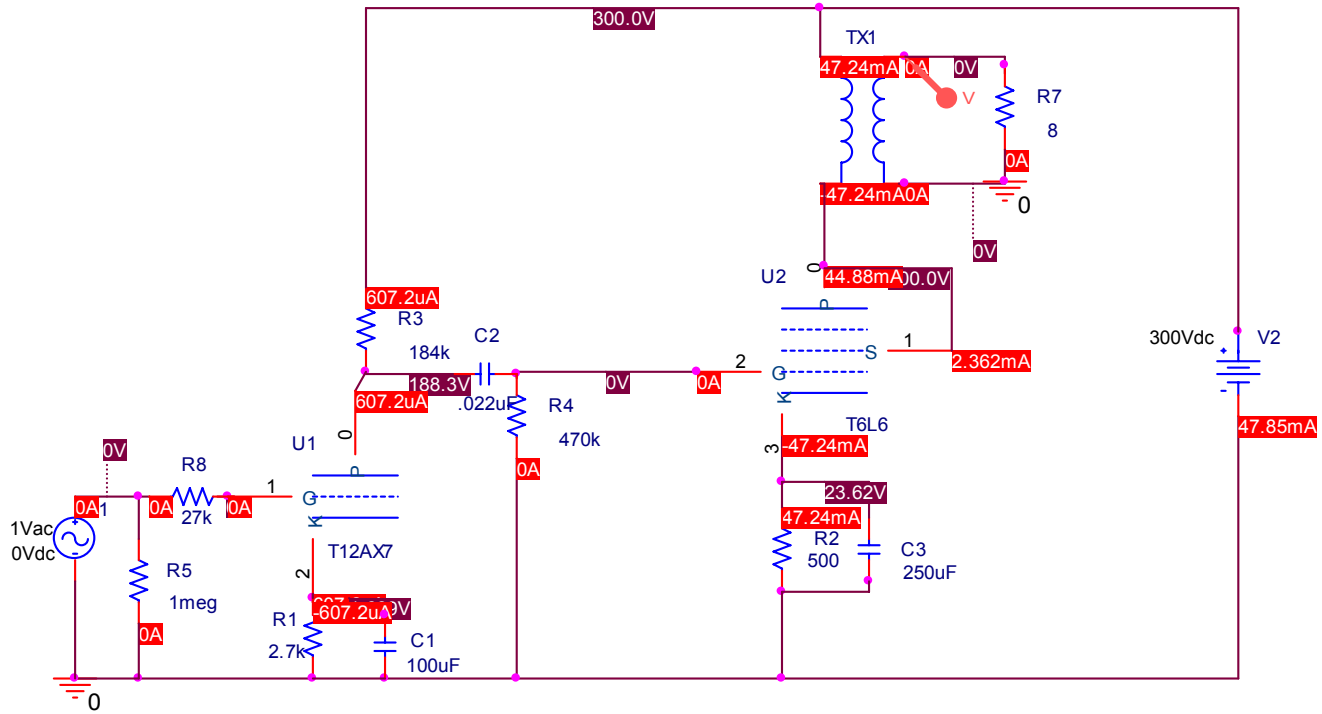 300.0V
TX1
47.24mA
0A
0V
V
R7
8
0A
0
-47.24mA
0A
0V
U2
0
44.88mA
P
S
1
2.362mA
G
K
2
T6L6
3
-47.24mA
23.62V
47.24mA
R2
500
C3
250uF
300Vdc
+
V2
-
47.85mA
607.2uA
R3
184k
C2
188.3V
.022uF
607.2uA
0V
0A
R4
470k
0A
U1
0
P
G
K
1
T12AX7
2
-607.2uA
R1
2.7k
C1
100uF
0V
R8
0A
1
0A
27k
0A
1Vac
0Vdc
+
-
R5
1meg
0A
0